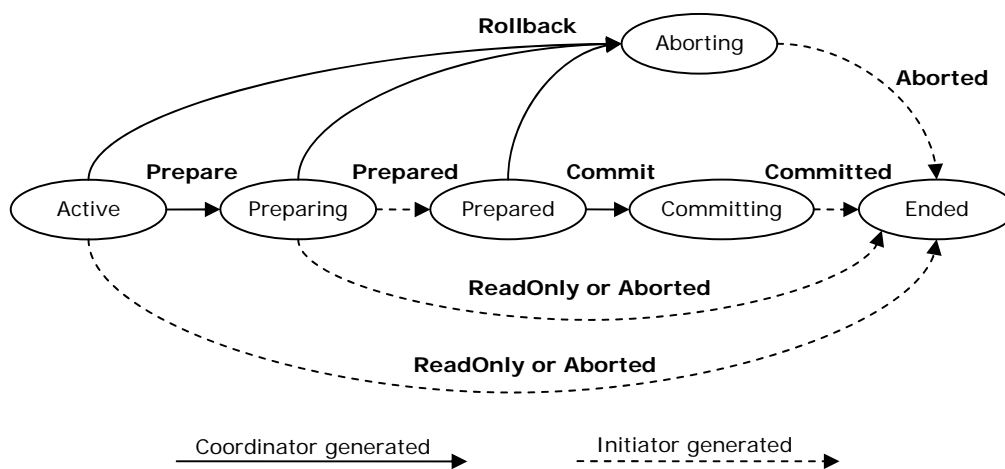 Rollback
Aborting
Aborted
Prepare
Prepared
Commit
Committed
Active
Preparing
Prepared
Committing
Ended
ReadOnly or Aborted
ReadOnly or Aborted
Coordinator generated
Initiator generated